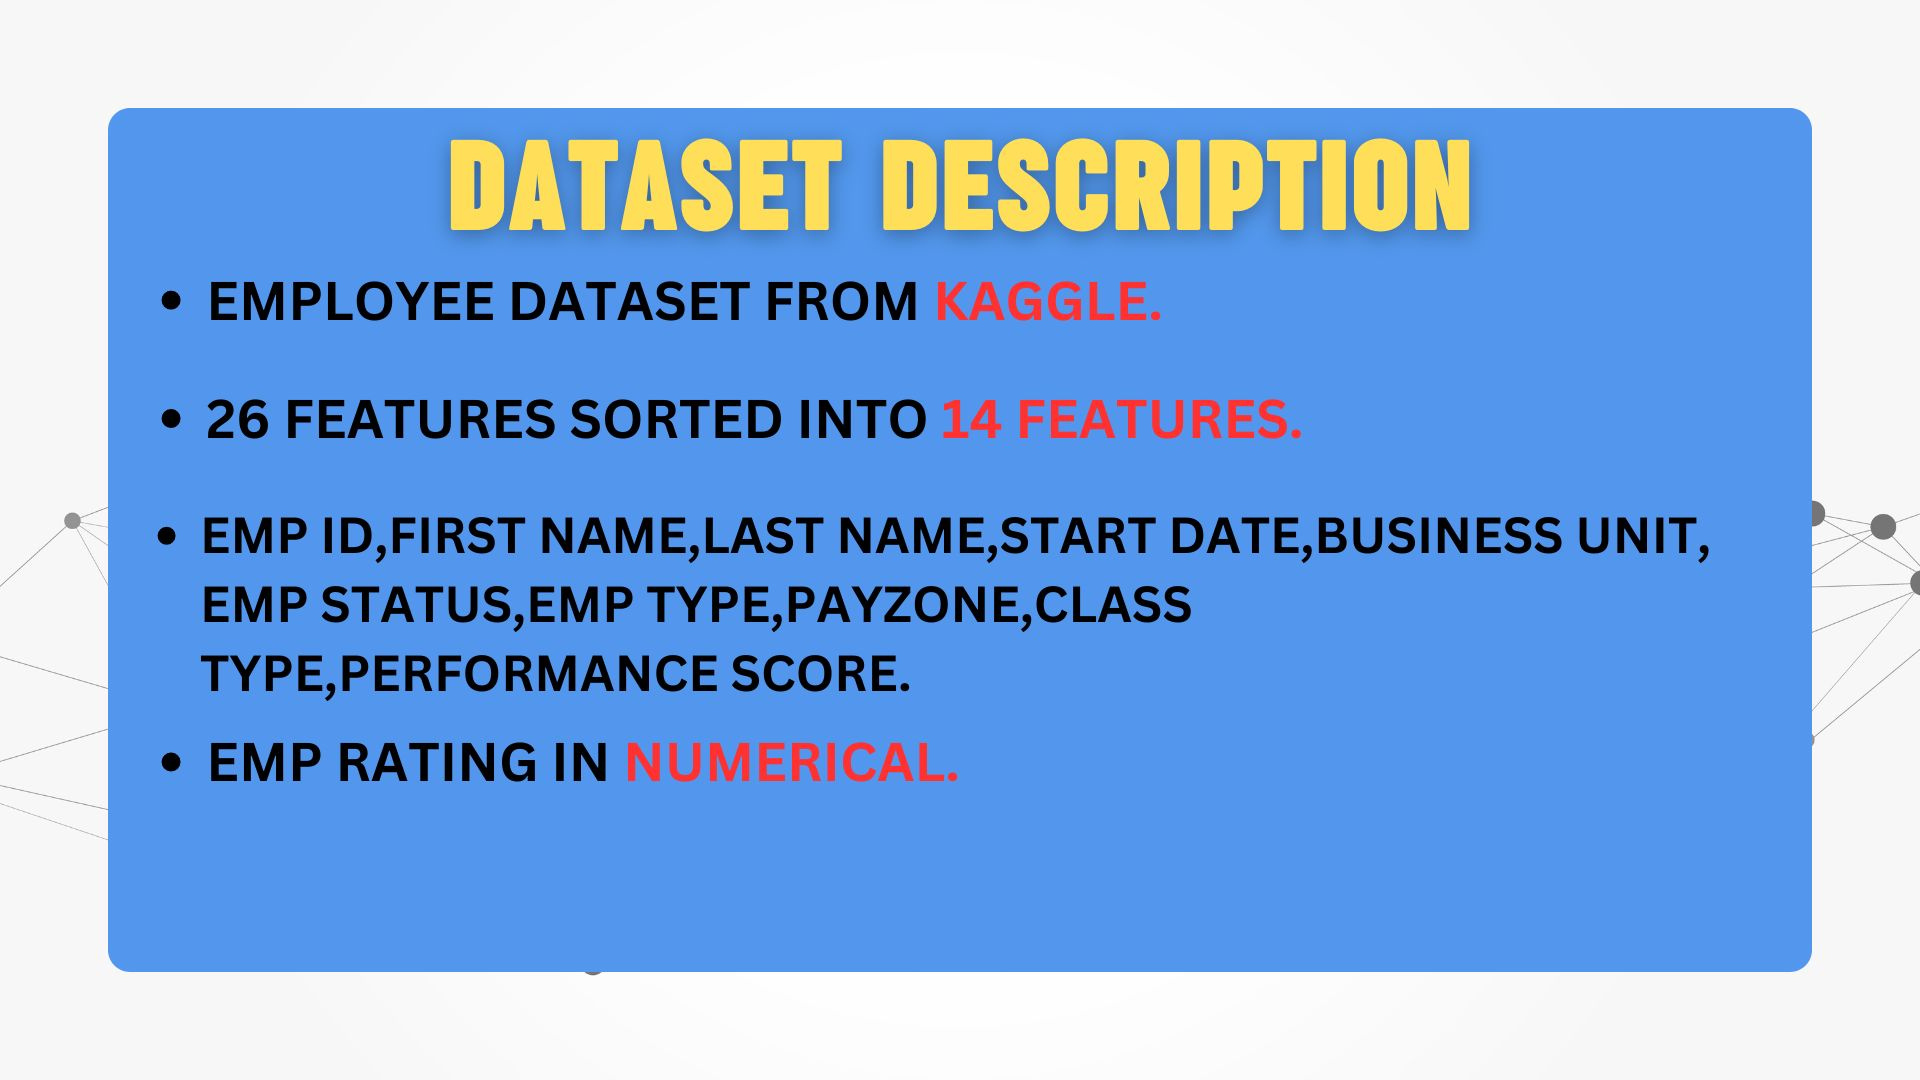 DATASET DESCRIPTION
• EMPLOYEE DATASET FROM KAGGLE.
• 26 FEATURES SORTED INTO 14 FEATURES.
• EMP ID,FIRST NAME,LAST NAME,START DATE,BUSINESS UNIT,
EMP STATUS,EMP TYPE,PAYZONE,CLASS
TYPE,PERFORMANCE SCORE.
• EMP RATING IN NUMERICAL.